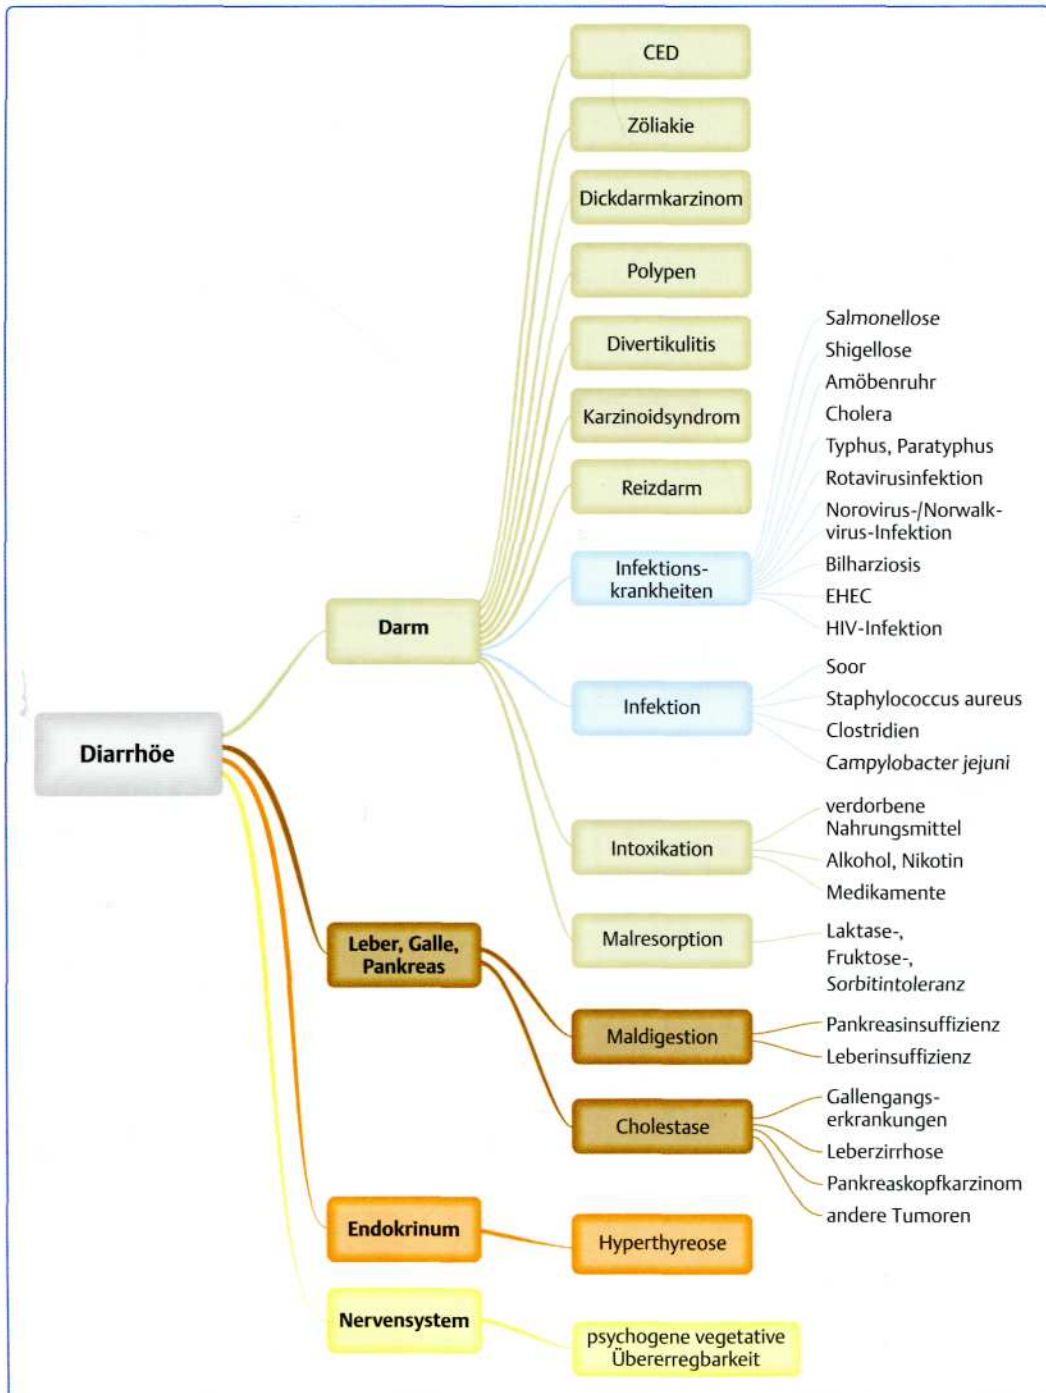 Diarrhöe
Darm
CED
Zöliakie
Dickdarmkarzinom
Polypen
Divertikulitis
Karzinoidsyndrom
Reizdarm
Infektions-
krankheiten
Salmonellose
Shigellose
Amöbenruhr
Cholera
Typhus, Paratyphus
Rotavirusinfektion
Norovirus-/Norwalk-
virus-Infektion
Bilharziosis
EHEC
HIV-Infektion
Infektion
Soor
Staphylococcus aureus
Clostridien
Campylobacter jejuni
Intoxikation
verdorbene
Nahrungsmittel
Alkohol, Nikotin
Medikamente
Malresorption
Laktase-,
Fruktose-,
Sorbitintoleranz
Leber, Galle,
Pankreas
Maldigestion
Pankreasinsuffizienz
Leberinsuffizienz
Cholestase
Gallengangs-
erkrankungen
Leberzirrhose
Pankreaskopfkarzinom
andere Tumoren
Endokrinum
Hyperthyreose
Nervensystem
psychogene vegetative
Übererregbarkeit